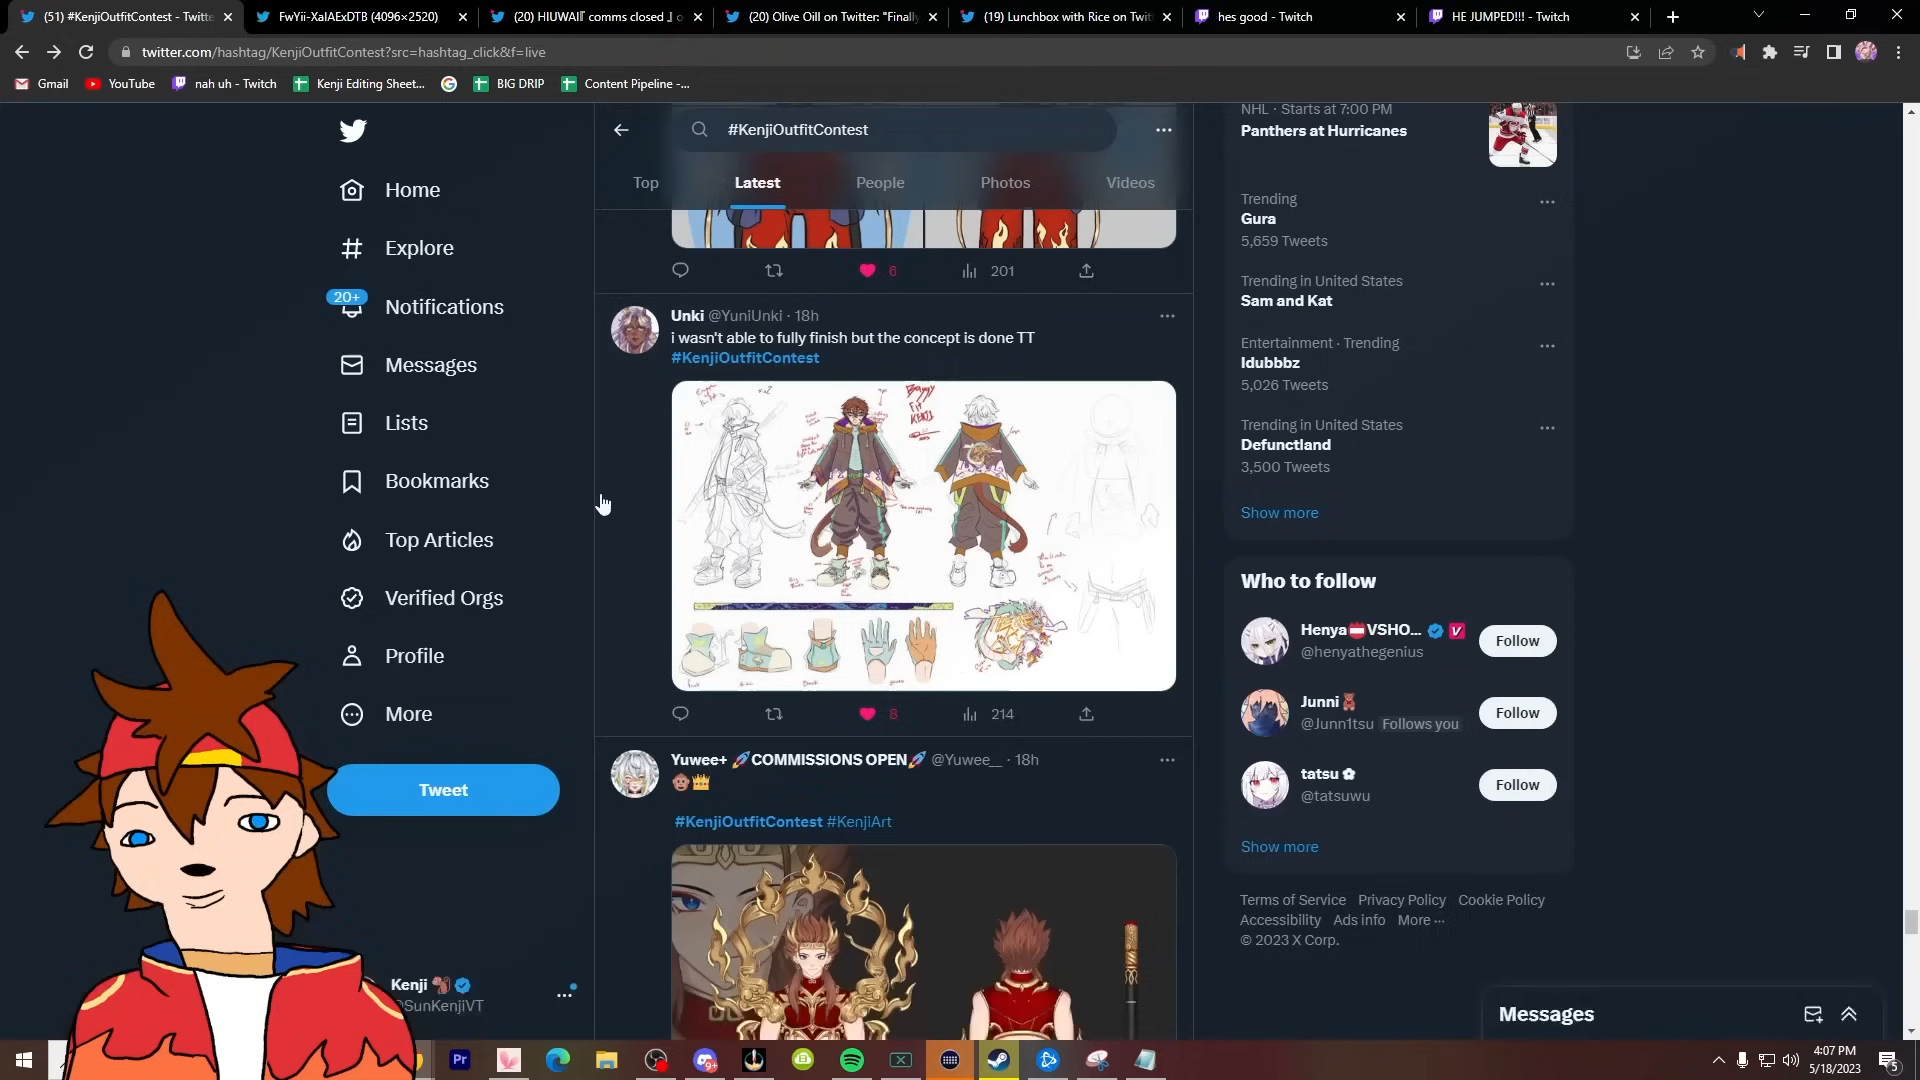 (51) #KenjiOutfitContest - Twitte
FwYii-XaIAExDTB (4096×2520)
(20) HIUWAII『 comms closed 』 o
(20) Olive Oill on Twitter: "Finally
(19) Lunchbox with Rice on Twit
hes good - Twitch
HE JUMPED!!! - Twitch
twitter.com/hashtag/KenjiOutfitContest?src=hashtag_click&f=live
Gmail
YouTube
nah uh - Twitch
Kenji Editing Sheet...
BIG DRIP
Content Pipeline -...
Home
Explore
20+
Notifications
Messages
Lists
Bookmarks
Top Articles
Verified Orgs
Profile
More
Tweet
Kenji
@SunKenjiVT
#KenjiOutfitContest
Top
Latest
People
Photos
Videos
6
201
Unki @YuniUnki · 18h
i wasn't able to fully finish but the concept is done TT
#KenjiOutfitContest
8
214
Yuwee+ 🚀COMMISSIONS OPEN🚀 @Yuwee__ · 18h
🐵👑
#KenjiOutfitContest #KenjiArt
NHL · Starts at 7:00 PM
Panthers at Hurricanes
Trending
Gura
5,659 Tweets
Trending in United States
Sam and Kat
Entertainment · Trending
Idubbbz
5,026 Tweets
Trending in United States
Defunctland
3,500 Tweets
Show more
Who to follow
Henya VSHO...
@henyathegenius
Follow
Junni
@Junn1tsu Follows you
Follow
tatsu
@tatsuwu
Follow
Show more
Terms of Service Privacy Policy Cookie Policy
Accessibility Ads info More ...
© 2023 X Corp.
Messages
Pr
9+
4:07 PM
5/18/2023
5